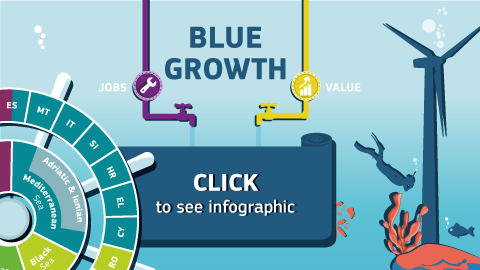 BLUE
GROWTH
JOBS
VALUE
CLICK
to see infographic
ES
MT
IT
SI
HR
EL
CY
RO
Adriatic & Ionian
Mediterranean
Sea
Black
Sea